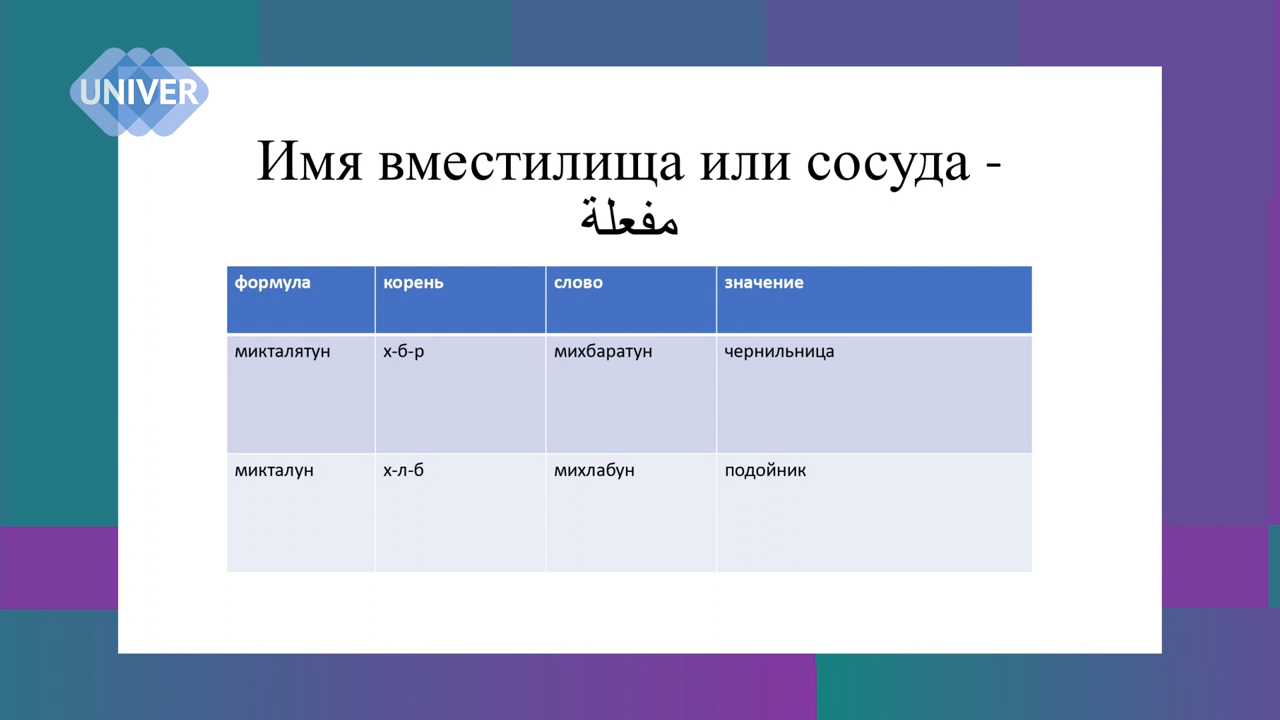 UNIVER
Имя вместилища или сосуда -
مفعلة
формула корень слово значение
микталятун х-б-р михбаратун чернильница
микталун х-л-б михлабун подойник